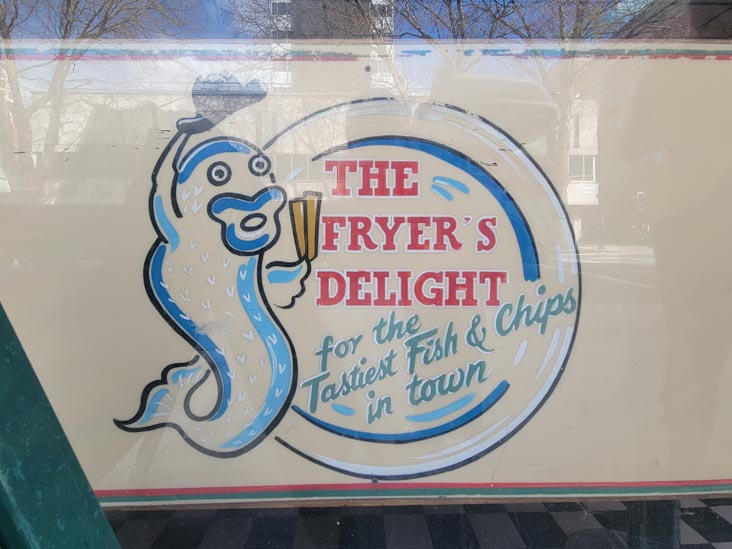 THE
FRYER'S
DELIGHT
for the
Tastiest Fish & Chips
in town